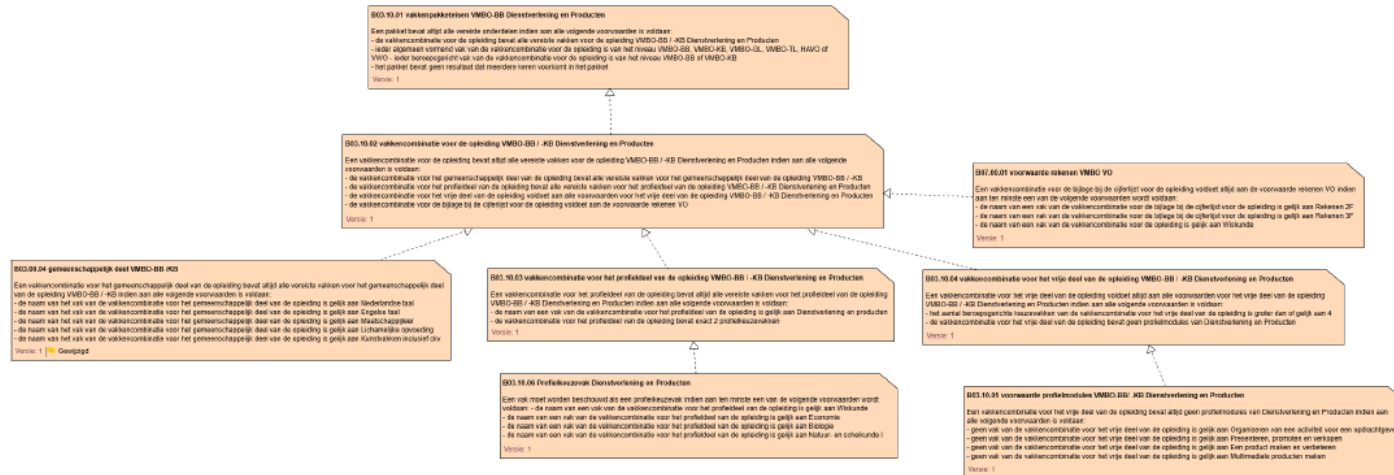 B03.10.01 vakkenpakketeisen VMBO-BB Dienstverlening en Producten
Een pakket bevat altijd alle vereiste onderdelen indien aan alle volgende voorwaarden is voldaan:
- de vakkencombinatie voor de opleiding bevat alle vereiste vakken voor de opleiding VMBO-BB / -KB Dienstverlening en Producten
- ieder algemeen vormend vak van de vakkencombinatie voor de opleiding is van het niveau VMBO-BB, VMBO-KB, VMBO-GL, VMBO-TL, HAVO of
VWO - ieder beroepsgericht vak van de vakkencombinatie voor de opleiding is van het niveau VMBO-BB of VMBO-KB
- het pakket bevat geen resultaat dat meerdere keren voorkomt in het pakket
Versie: 1
B03.10.02 vakkencombinatie voor de opleiding VMBO-BB / -KB Dienstverlening en Producten
Een vakkencombinatie voor de opleiding bevat altijd alle vereiste vakken voor de opleiding VMBO-BB / -KB Dienstverlening en Producten indien aan alle volgende
voorwaarden is voldaan:
- de vakkencombinatie voor het gemeenschappelijk deel van de opleiding bevat alle vereiste vakken voor het gemeenschappelijk deel van de opleiding VMBO-BB / -KB
- de vakkencombinatie voor het profieldeel van de opleiding bevat alle vereiste vakken voor het profieldeel van de opleiding VMBO-BB / -KB Dienstverlening en Producten
- de vakkencombinatie voor het vrije deel van de opleiding voldoet aan alle voorwaarden voor het vrije deel van de opleiding VMBO-BB / -KB Dienstverlening en Producten
- de vakkencombinatie voor de bijlage bij de cijferlijst voor de opleiding voldoet aan de voorwaarde rekenen VO
Versie: 1
B07.00.01 voorwaarde rekenen VMBO VO
Een vakkencombinatie voor de bijlage bij de cijferlijst voor de opleiding voldoet altijd aan de voorwaarde rekenen VO indien
aan ten minste een van de volgende voorwaarden wordt voldaan:
- de naam van een vak van de vakkencombinatie voor de bijlage bij de cijferlijst voor de opleiding is gelijk aan Rekenen 2F
- de naam van een vak van de vakkencombinatie voor de bijlage bij de cijferlijst voor de opleiding is gelijk aan Rekenen 3F
- de naam van een vak van de vakkencombinatie voor de opleiding is gelijk aan Wiskunde
Versie: 1
B03.00.04 gemeenschappelijk deel VMBO-BB /KB
Een vakkencombinatie voor het gemeenschappelijk deel van de opleiding bevat altijd alle vereiste vakken voor het gemeenschappelijk deel
van de opleiding VMBO-BB / -KB indien aan alle volgende voorwaarden is voldaan:
- de naam van het vak van de vakkencombinatie voor het gemeenschappelijk deel van de opleiding is gelijk aan Nederlandse taal
- de naam van het vak van de vakkencombinatie voor het gemeenschappelijk deel van de opleiding is gelijk aan Engelse taal
- de naam van het vak van de vakkencombinatie voor het gemeenschappelijk deel van de opleiding is gelijk aan Maatschappijleer
- de naam van het vak van de vakkencombinatie voor het gemeenschappelijk deel van de opleiding is gelijk aan Lichamelijke opvoeding
- de naam van het vak van de vakkencombinatie voor het gemeenschappelijk deel van de opleiding is gelijk aan Kunstvakken inclusief ckv
Versie: 1 Gewijzigd
B03.10.03 vakkencombinatie voor het profieldeel van de opleiding VMBO-BB / -KB Dienstverlening en Producten
Een vakkencombinatie voor het profieldeel van de opleiding bevat altijd alle vereiste vakken voor het profieldeel van de opleiding
VMBO-BB / -KB Dienstverlening en Producten indien aan alle volgende voorwaarden is voldaan:
- de naam van een vak van de vakkencombinatie voor het profieldeel van de opleiding is gelijk aan Dienstverlening en producten
- de vakkencombinatie voor het profieldeel van de opleiding bevat exact 2 profielkeuzevakken
Versie: 1
B03.10.04 vakkencombinatie voor het vrije deel van de opleiding VMBO-BB / -KB Dienstverlening en Producten
Een vakkencombinatie voor het vrije deel van de opleiding voldoet altijd aan alle voorwaarden voor het vrije deel van de opleiding
VMBO-BB / -KB Dienstverlening en Producten indien aan alle volgende voorwaarden is voldaan:
- het aantal beroepsgerichte keuzevakken van de vakkencombinatie voor het vrije deel van de opleiding is groter dan of gelijk aan 4
- de vakkencombinatie voor het vrije deel van de opleiding bevat geen profielmodules van Dienstverlening en Producten
Versie: 1
B03.10.06 Profielkeuzevak Dienstverlening en Producten
Een vak moet worden beschouwd als een profielkeuzevak indien aan ten minste een van de volgende voorwaarden wordt
voldaan: - de naam van een vak van de vakkencombinatie voor het profieldeel van de opleiding is gelijk aan Wiskunde
- de naam van een vak van de vakkencombinatie voor het profieldeel van de opleiding is gelijk aan Economie
- de naam van een vak van de vakkencombinatie voor het profieldeel van de opleiding is gelijk aan Biologie
- de naam van een vak van de vakkencombinatie voor het profieldeel van de opleiding is gelijk aan Natuur- en scheikunde I
Versie: 1
B03.10.05 voorwaarde profielmodules VMBO-BB/ -KB Dienstverlening en Producten
Een vakkencombinatie voor het vrije deel van de opleiding bevat altijd geen profielmodules van Dienstverlening en Producten indien aan
alle volgende voorwaarden is voldaan:
- geen vak van de vakkencombinatie voor het vrije deel van de opleiding is gelijk aan Organiseren van een activiteit voor een opdrachtgeve
- geen vak van de vakkencombinatie voor het vrije deel van de opleiding is gelijk aan Presenteren, promoten en verkopen
- geen vak van de vakkencombinatie voor het vrije deel van de opleiding is gelijk aan Een product maken en verbeteren
- geen vak van de vakkencombinatie voor het vrije deel van de opleiding is gelijk aan Multimediale producten maken
Versie: 1